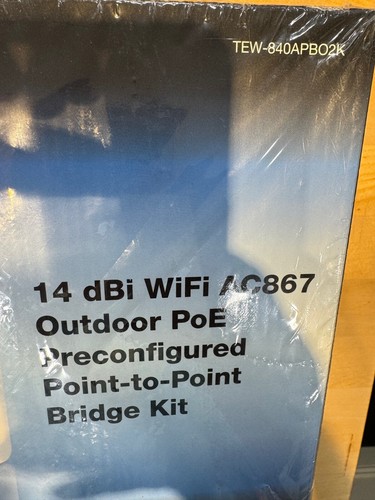 TEW-840APBO2K
14 dBi WiFi AC867
Outdoor PoE
Preconfigured
Point-to-Point
Bridge Kit